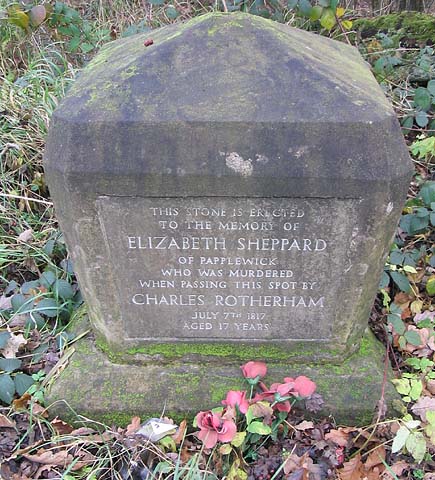 THIS STONE IS ERECTED
TO THE MEMORY OF
ELIZABETH SHEPPARD
OF PAPPLEWICK
WHO WAS MURDERED
WHEN PASSING THIS SPOT BY
CHARLES ROTHERHAM
JULY 7TH 1817
AGED 17 YEARS